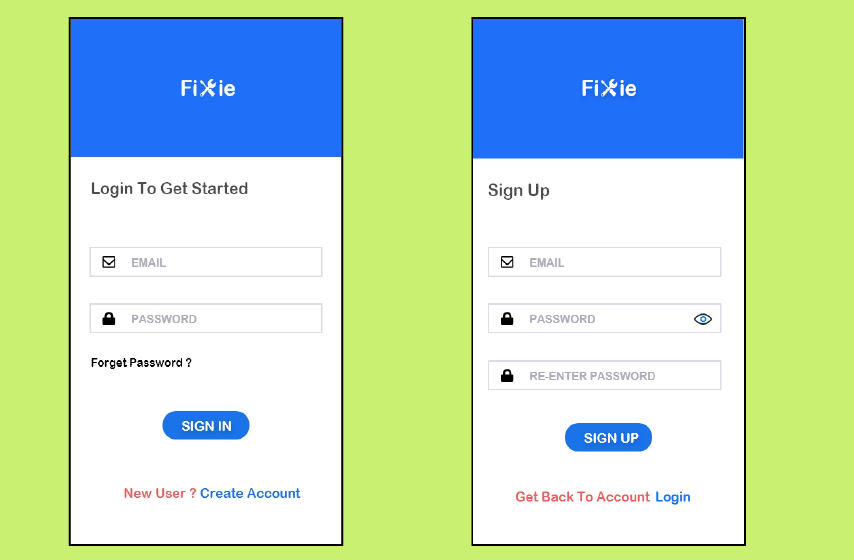 Fixie
Login To Get Started
EMAIL
PASSWORD
Forget Password ?
SIGN IN
New User ? Create Account
Fixie
Sign Up
EMAIL
PASSWORD
RE-ENTER PASSWORD
SIGN UP
Get Back To Account Login